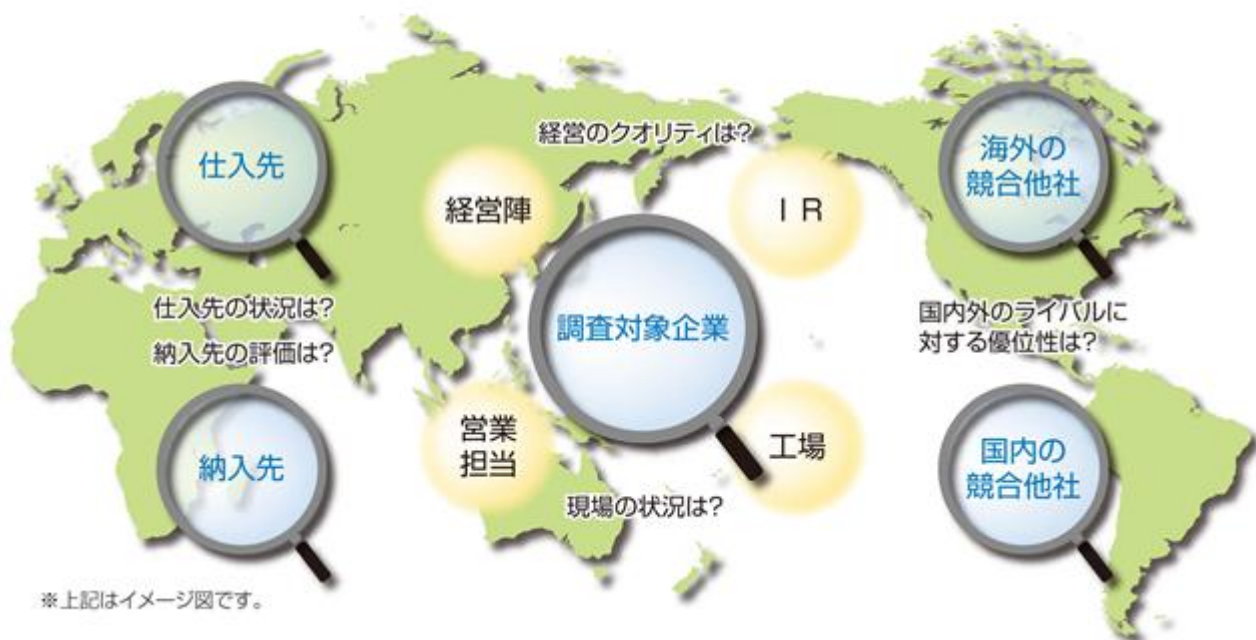 経営のクオリティは?
仕入先
経営陣
ＩＲ
海外の
競合他社
仕入先の状況は?
納入先の評価は?
調査対象企業
国内外のライバルに
対する優位性は?
納入先
営業
担当
工場
国内の
競合他社
現場の状況は?
※上記はイメージ図です。